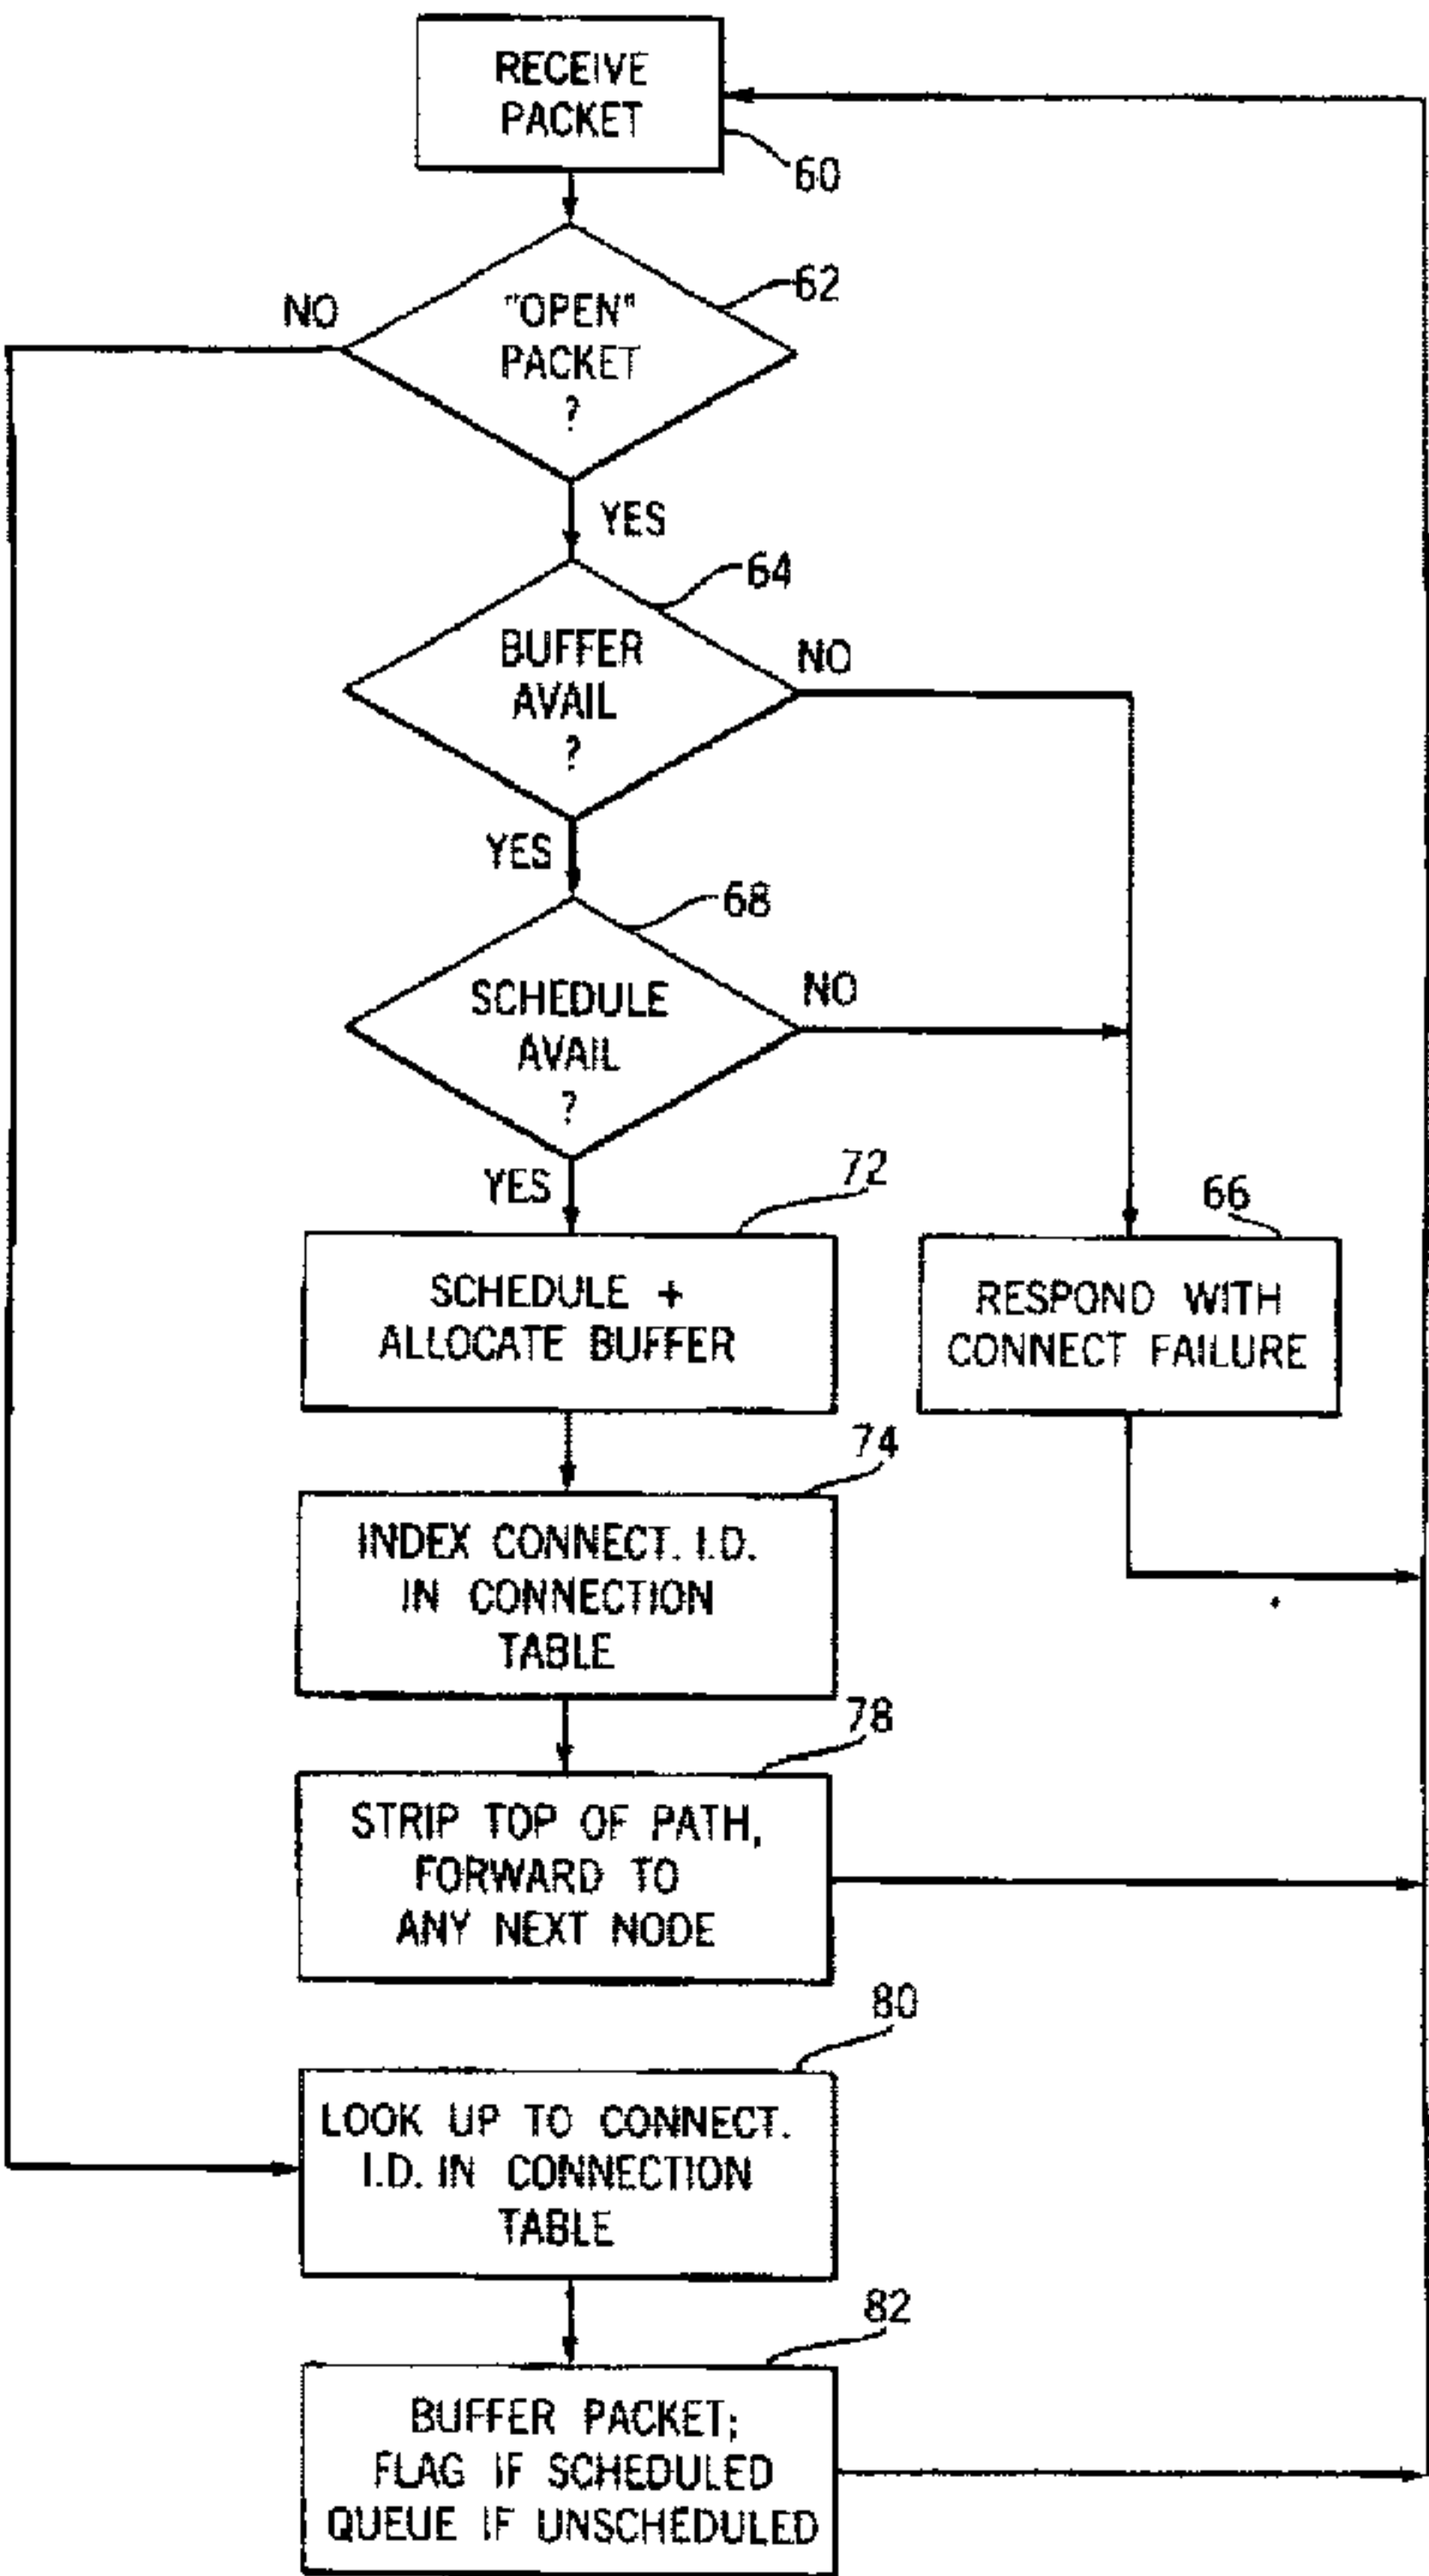 RECEIVE
PACKET
60
62
NO
"OPEN"
PACKET
?
YES
64
BUFFER
AVAIL
?
NO
YES
68
SCHEDULE
AVAIL
?
NO
YES
72
66
SCHEDULE +
ALLOCATE BUFFER
RESPOND WITH
CONNECT FAILURE
74
INDEX CONNECT. I.D.
IN CONNECTION
TABLE
78
STRIP TOP OF PATH,
FORWARD TO
ANY NEXT NODE
80
LOOK UP TO CONNECT.
I.D. IN CONNECTION
TABLE
82
BUFFER PACKET;
FLAG IF SCHEDULED
QUEUE IF UNSCHEDULED